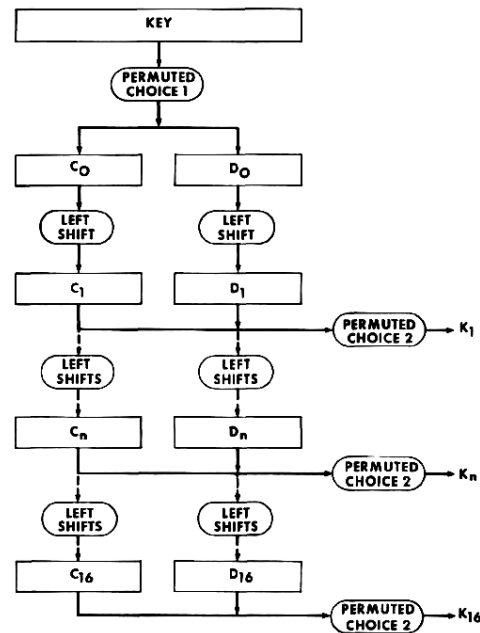 KEY
PERMUTED
CHOICE 1
C0 D0
LEFT
SHIFT
LEFT
SHIFT
C1 D1
PERMUTED
CHOICE 2
K1
LEFT
SHIFTS
LEFT
SHIFTS
Cn Dn
PERMUTED
CHOICE 2
Kn
LEFT
SHIFTS
LEFT
SHIFTS
C16 D16
PERMUTED
CHOICE 2
K16